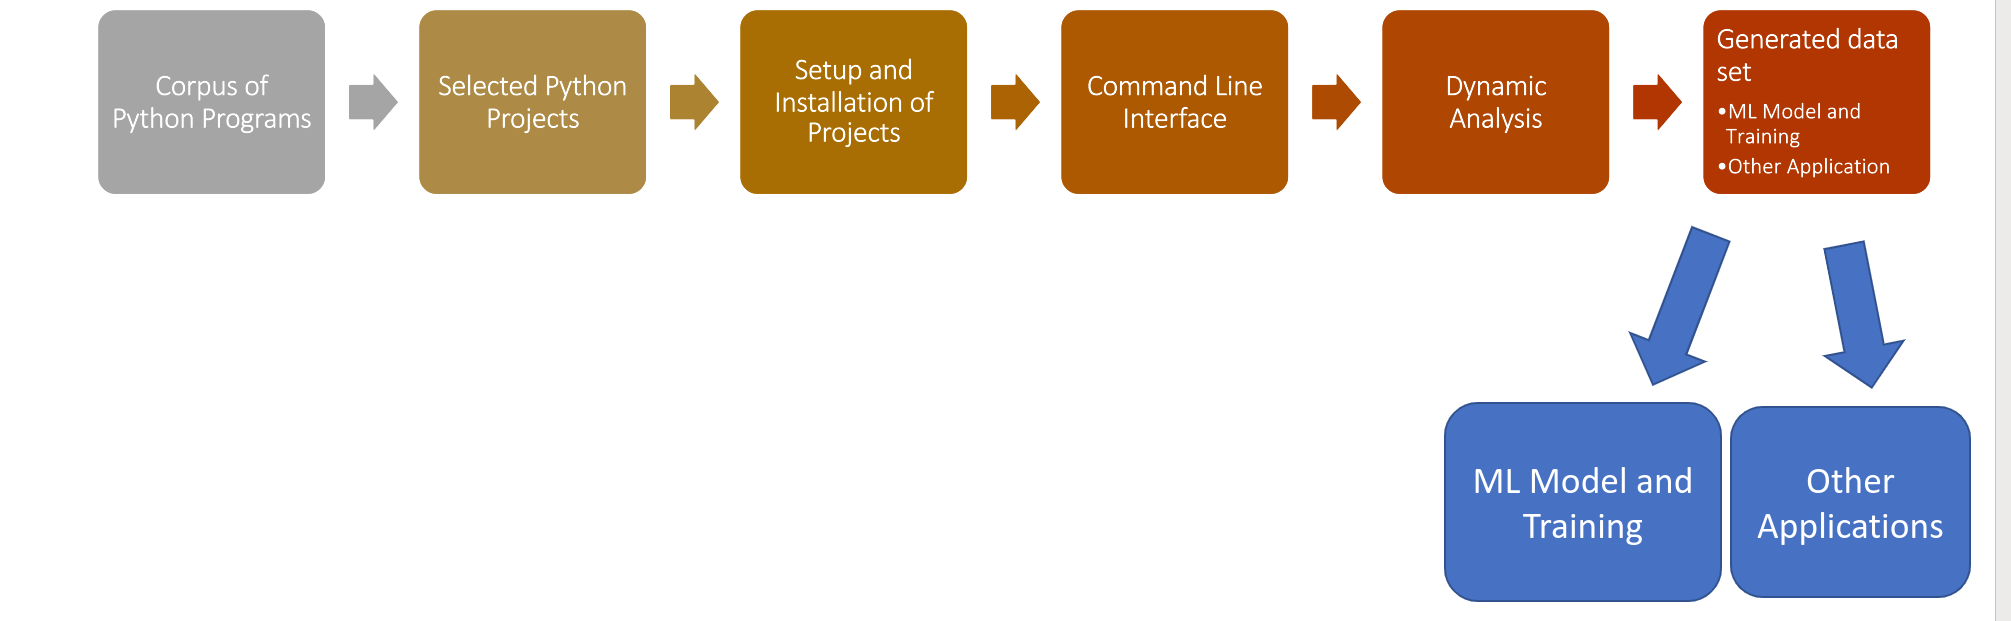 Corpus of
Python Programs
Selected Python
Projects
Setup and
Installation of
Projects
Command Line
Interface
Dynamic
Analysis
Generated data
set
•ML Model and
Training
•Other Application
ML Model and
Training
Other
Applications